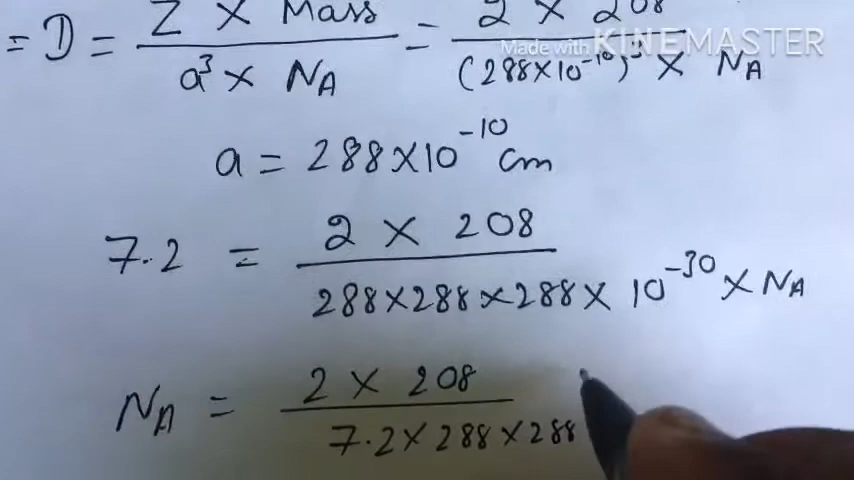 = D = Z × Mass / a³ × NA = 2 × 208 / (288×10⁻¹⁰)³ × NA
Made with KINEMASTER
a = 288×10⁻¹⁰ cm
7.2 = 2 × 208 / 288×288×288× 10⁻³⁰ × NA
NA = 2 × 208 / 7.2×288×288